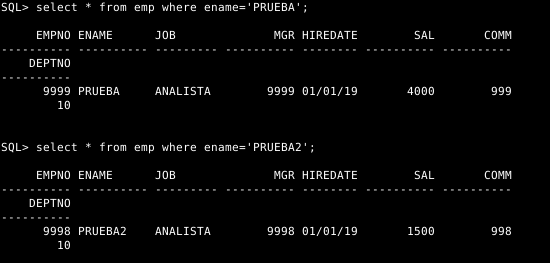 SQL> select * from emp where ename='PRUEBA';
     EMPNO ENAME      JOB              MGR HIREDATE        SAL       COMM
---------- ---------- --------- ---------- -------- ---------- ----------
    DEPTNO
----------
      9999 PRUEBA     ANALISTA        9999 01/01/19       4000        999
        10
SQL> select * from emp where ename='PRUEBA2';
     EMPNO ENAME      JOB              MGR HIREDATE        SAL       COMM
---------- ---------- --------- ---------- -------- ---------- ----------
    DEPTNO
----------
      9998 PRUEBA2    ANALISTA        9998 01/01/19       1500        998
        10